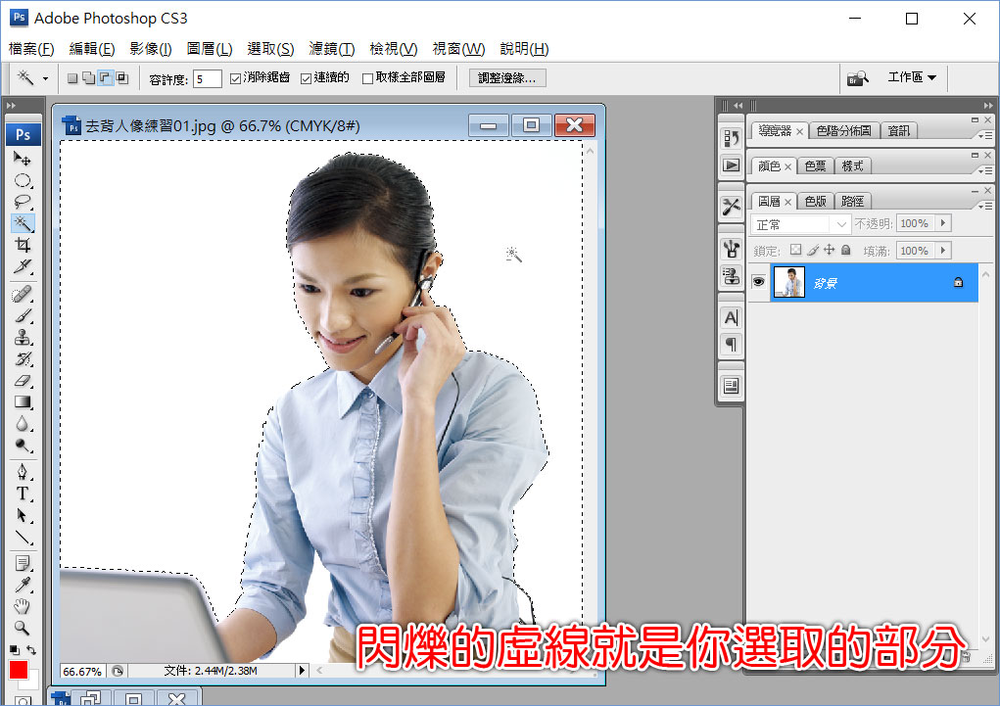 Ps Adobe Photoshop CS3
檔案(F) 編輯(E) 影像(I) 圖層(L) 選取(S) 濾鏡(T) 檢視(V) 視窗(W) 說明(H)
容許度: 5 消除鋸齒 連續的 取樣全部圖層 調整邊緣... Br 工作區
Ps
去背人像練習01.jpg @ 66.7% (CMYK/8#)
導覽器 × 色階分佈圖 資訊
顏色 × 色票 樣式
圖層 × 色版 路徑
正常 不透明: 100%
鎖定: 填滿: 100%
背景
A
T
閃爍的虛線就是你選取的部分
66.67% 文件: 2.44M/2.38M